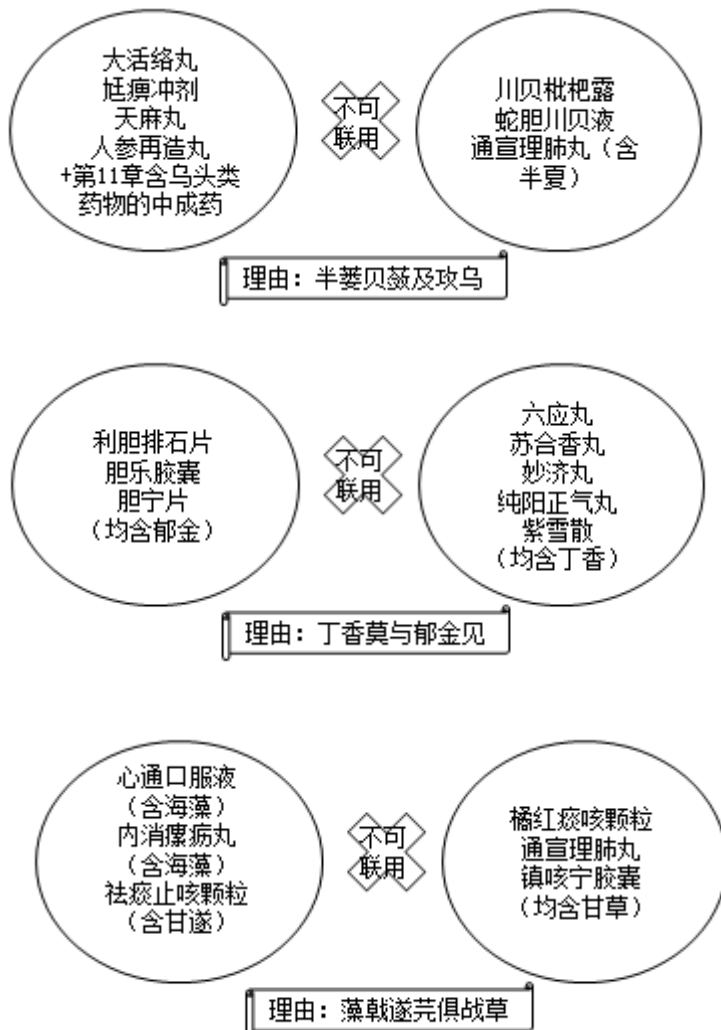 大活络丸
尪痹冲剂
天麻丸
人参再造丸
+第11章含乌头类
药物的中成药
不可
联用
川贝枇杷露
蛇胆川贝液
通宣理肺丸（含
半夏）
理由：半蒌贝蔹及攻乌
利胆排石片
胆乐胶囊
胆宁片
（均含郁金）
不可
联用
六应丸
苏合香丸
妙济丸
纯阳正气丸
紫雪散
（均含丁香）
理由：丁香莫与郁金见
心通口服液
（含海藻）
内消瘰疬丸
（含海藻）
祛痰止咳颗粒
（含甘遂）
不可
联用
橘红痰咳颗粒
通宣理肺丸
镇咳宁胶囊
（均含甘草）
理由：藻戟遂芫俱战草